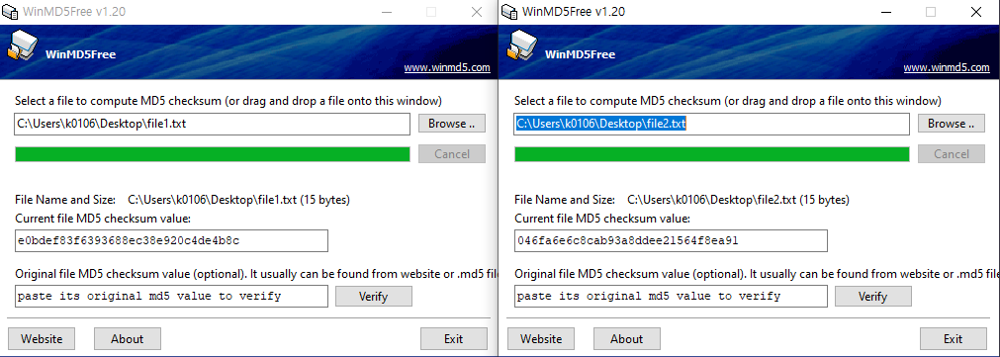 WinMD5Free v1.20
WinMD5Free
www.winmd5.com
Select a file to compute MD5 checksum (or drag and drop a file onto this window)
C:\Users\k0106\Desktop\file1.txt
Browse ..
Cancel
File Name and Size: C:\Users\k0106\Desktop\file1.txt (15 bytes)
Current file MD5 checksum value:
e0bdef83f6393688ec38e920c4de4b8c
Original file MD5 checksum value (optional). It usually can be found from website or .md5 file
paste its original md5 value to verify
Verify
Website
About
Exit
WinMD5Free v1.20
WinMD5Free
www.winmd5.com
Select a file to compute MD5 checksum (or drag and drop a file onto this window)
C:\Users\k0106\Desktop\file2.txt
Browse ..
Cancel
File Name and Size: C:\Users\k0106\Desktop\file2.txt (15 bytes)
Current file MD5 checksum value:
046fa6e6c8cab93a8ddee21564f8ea91
Original file MD5 checksum value (optional). It usually can be found from website or .md5 file
paste its original md5 value to verify
Verify
Website
About
Exit